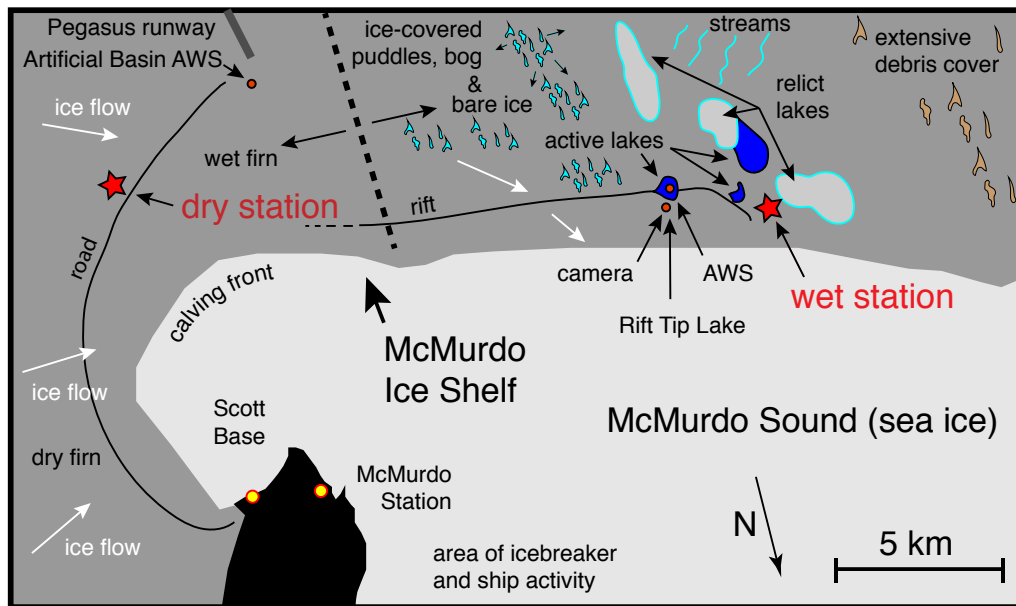 Pegasus runway
Artificial Basin AWS
ice flow
wet firn
ice-covered
puddles, bog
&
bare ice
streams
relict
lakes
extensive
debris cover
active lakes
dry station
rift
road
calving front
camera
AWS
Rift Tip Lake
wet station
McMurdo
Ice Shelf
ice flow
Scott
Base
McMurdo Sound (sea ice)
dry firn
McMurdo
Station
ice flow
area of icebreaker
and ship activity
N
5 km